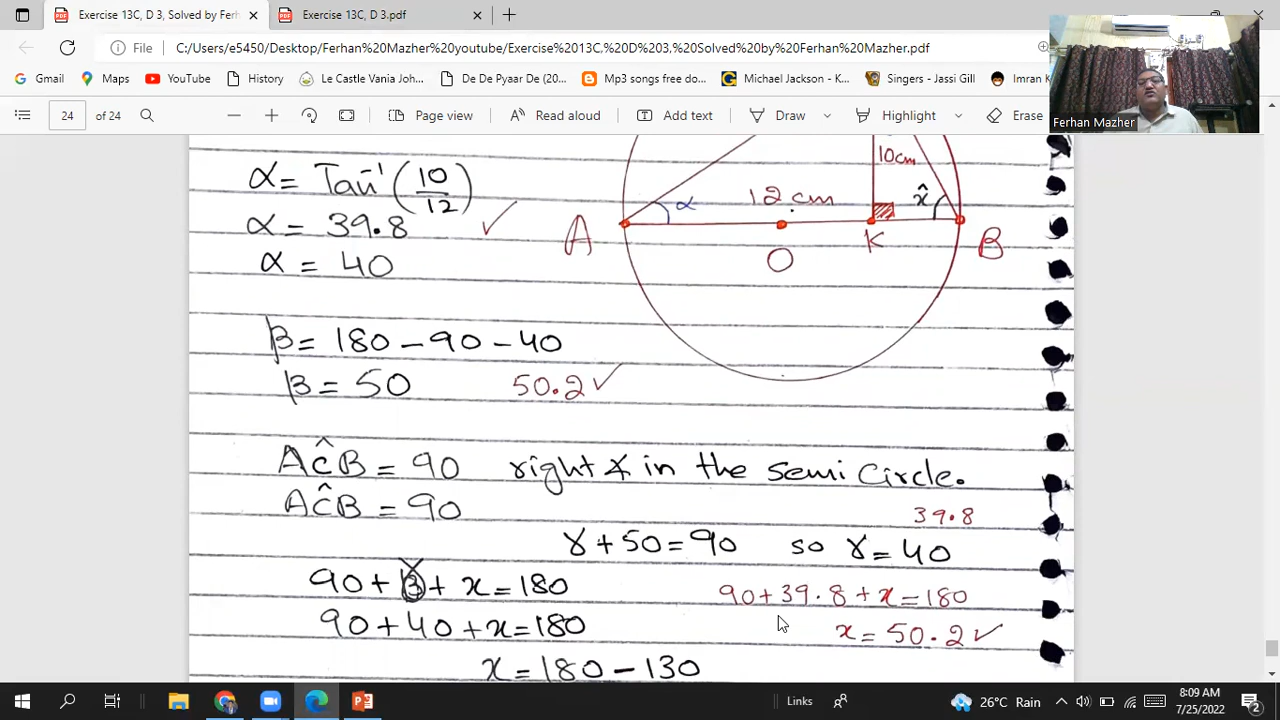 Exercise 13C, D 3, Solved by Ferh
Exercise 13C, D 3.pdf
File
C:/Users/e5450/Desktop/Ferhan%20Mazher/Exercise%2013C,%20D%203,%20Solved%20by%20Ferhan%20Mazher.pdf
Gmail Maps YouTube History Le Castle Vania Joh... De De Pyaar De (20... Mp3 songs free do... Michael Jackson - K... Singers - Jassi Gill Imran K
24 of 24 Page view Read aloud Add text Draw Highlight Erase
Ferhan Mazher
10cm
α = Tan⁻¹(10/12)
12 cm
α
x̂
α = 39.8 ✓
A
K
B
O
α = 40
β = 180 – 90 – 40
β = 50 50.2 ✓
AĈB = 90 right ∡ in the Semi Circle.
AĈB = 90
39.8
γ + 50 = 90 so γ = 40
90 + γ + x = 180
90 + 39.8 + x = 180
90 + 40 + x = 180
x = 50.2 ✓
x = 180 – 130
Links
26°C Rain
8:09 AM
7/25/2022
2